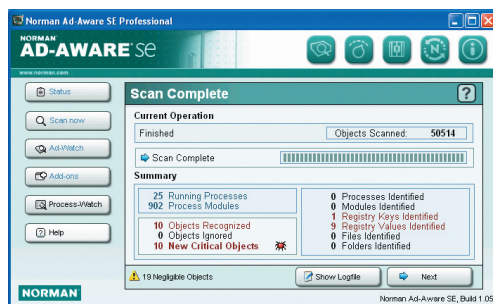 Norman Ad-Aware SE Professional
NORMAN
AD-AWARE SE
www.norman.com
Status
Scan now
Ad-Watch
Add-ons
Process-Watch
Help
NORMAN
Scan Complete
?
Current Operation
Finished
Objects Scanned: 50514
Scan Complete
Summary
25 Running Processes
902 Process Modules
10 Objects Recognized
0 Objects Ignored
10 New Critical Objects
0 Processes Identified
0 Modules Identified
1 Registry Keys Identified
9 Registry Values Identified
0 Files Identified
0 Folders Identified
19 Negligible Objects
Show Logfile
Next
Norman Ad-Aware SE, Build 1.05